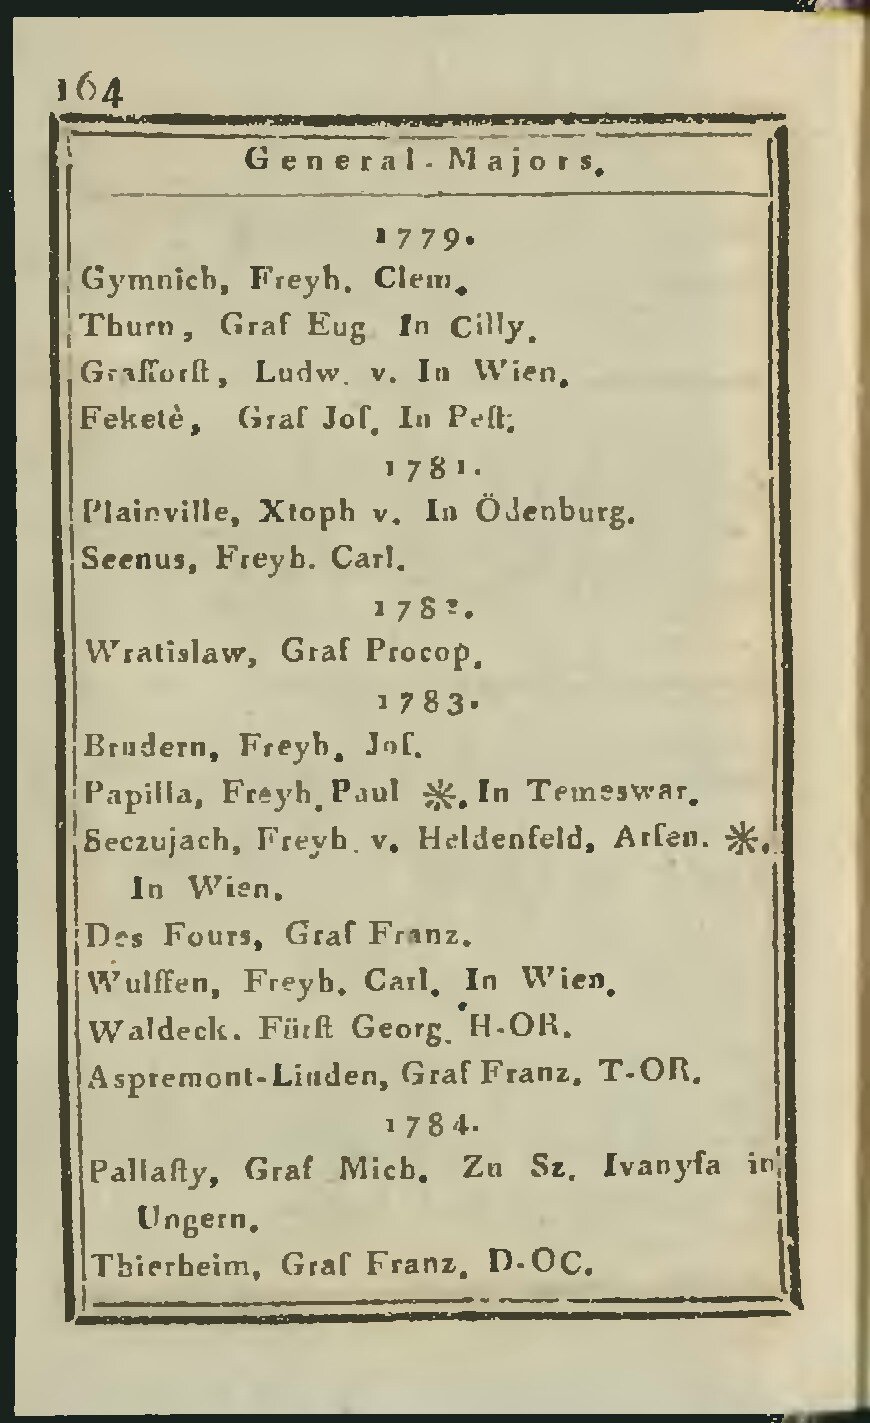 164
General-Majors.
1779.
Gymnich, Freyh. Clem.
Thurn, Graf Eug. In Cilly.
Graſſorſt, Ludw. v. In Wien.
Feketè, Graf Joſ. In Peſt.
1781.
Plainville, Xtoph v. In Ödenburg.
Seenus, Freyh. Carl.
1782.
Wratislaw, Graf Procop.
1783.
Brudern, Freyh. Joſ.
Papilla, Freyh. Paul ※. In Temeswar.
Seczujach, Freyh. v. Heldenfeld, Arſen. ※.
In Wien.
Des Fours, Graf Franz.
Wulffen, Freyh. Carl. In Wien.
Waldeck. Fürſt Georg. H-OR.
Aspremont-Linden, Graf Franz. T-OR.
1784.
Pallaſty, Graf Mich. Zu Sz. Ivanyſa in
Ungern.
Thierheim, Graf Franz. D-OC.